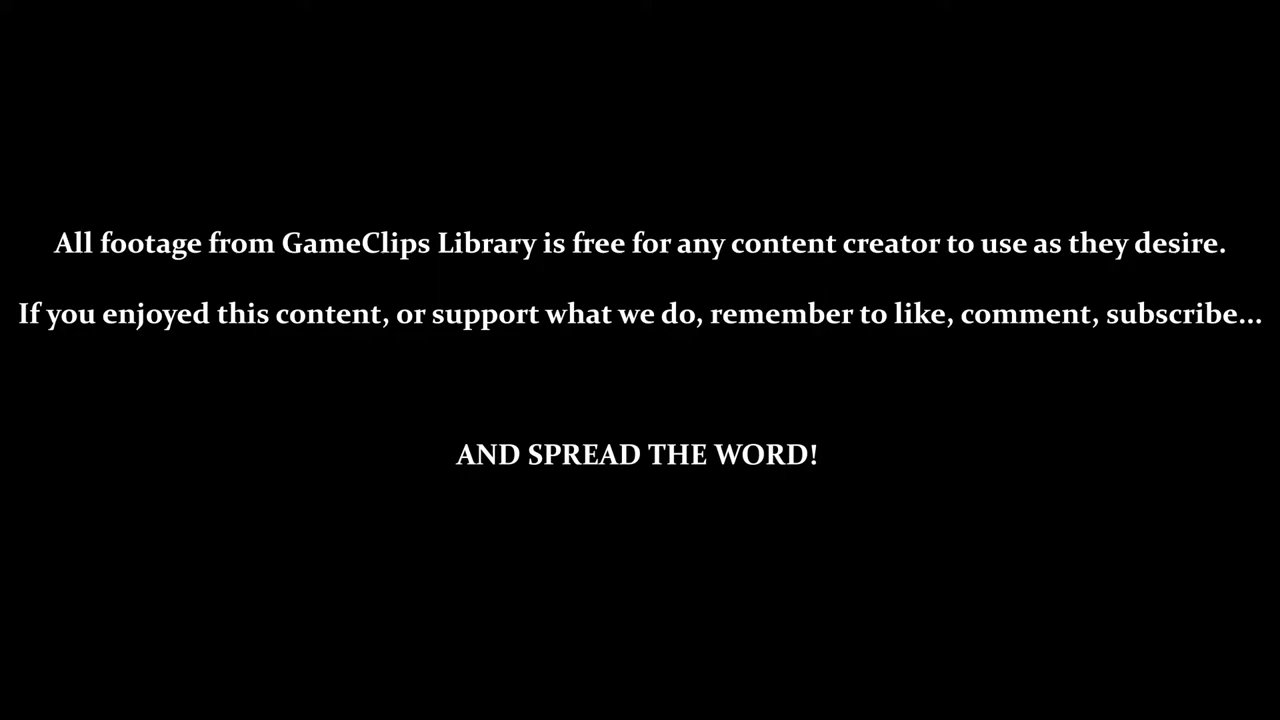 All footage from GameClips Library is free for any content creator to use as they desire.
If you enjoyed this content, or support what we do, remember to like, comment, subscribe...
AND SPREAD THE WORD!